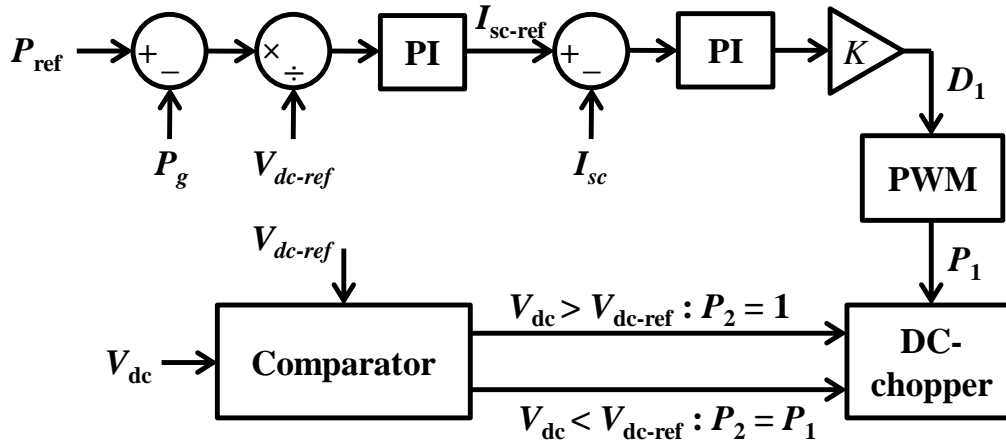 P_ref
+
−
P_g
×
÷
V_dc-ref
PI
I_sc-ref
+
−
I_sc
PI
K
D_1
PWM
P_1
V_dc-ref
V_dc
Comparator
V_dc > V_dc-ref : P_2 = 1
V_dc < V_dc-ref : P_2 = P_1
DC-
chopper